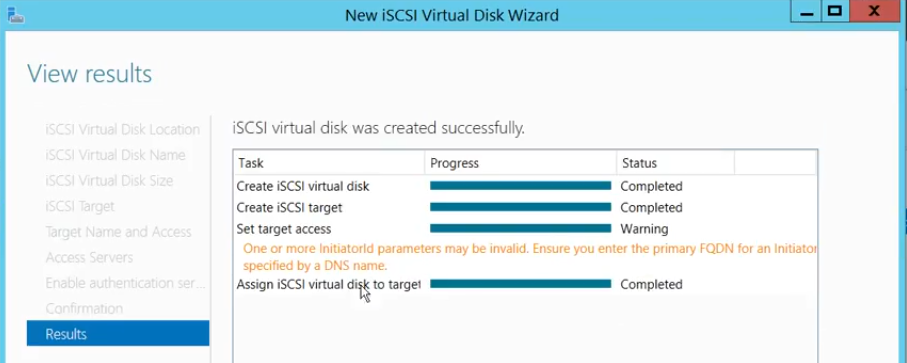 New iSCSI Virtual Disk Wizard
View results
iSCSI Virtual Disk Location
iSCSI Virtual Disk Name
iSCSI Virtual Disk Size
iSCSI Target
Target Name and Access
Access Servers
Enable authentication ser...
Confirmation
Results
iSCSI virtual disk was created successfully.
Task Progress Status
Create iSCSI virtual disk Completed
Create iSCSI target Completed
Set target access Warning
One or more InitiatorId parameters may be invalid. Ensure you enter the primary FQDN for an Initiator
specified by a DNS name.
Assign iSCSI virtual disk to target Completed